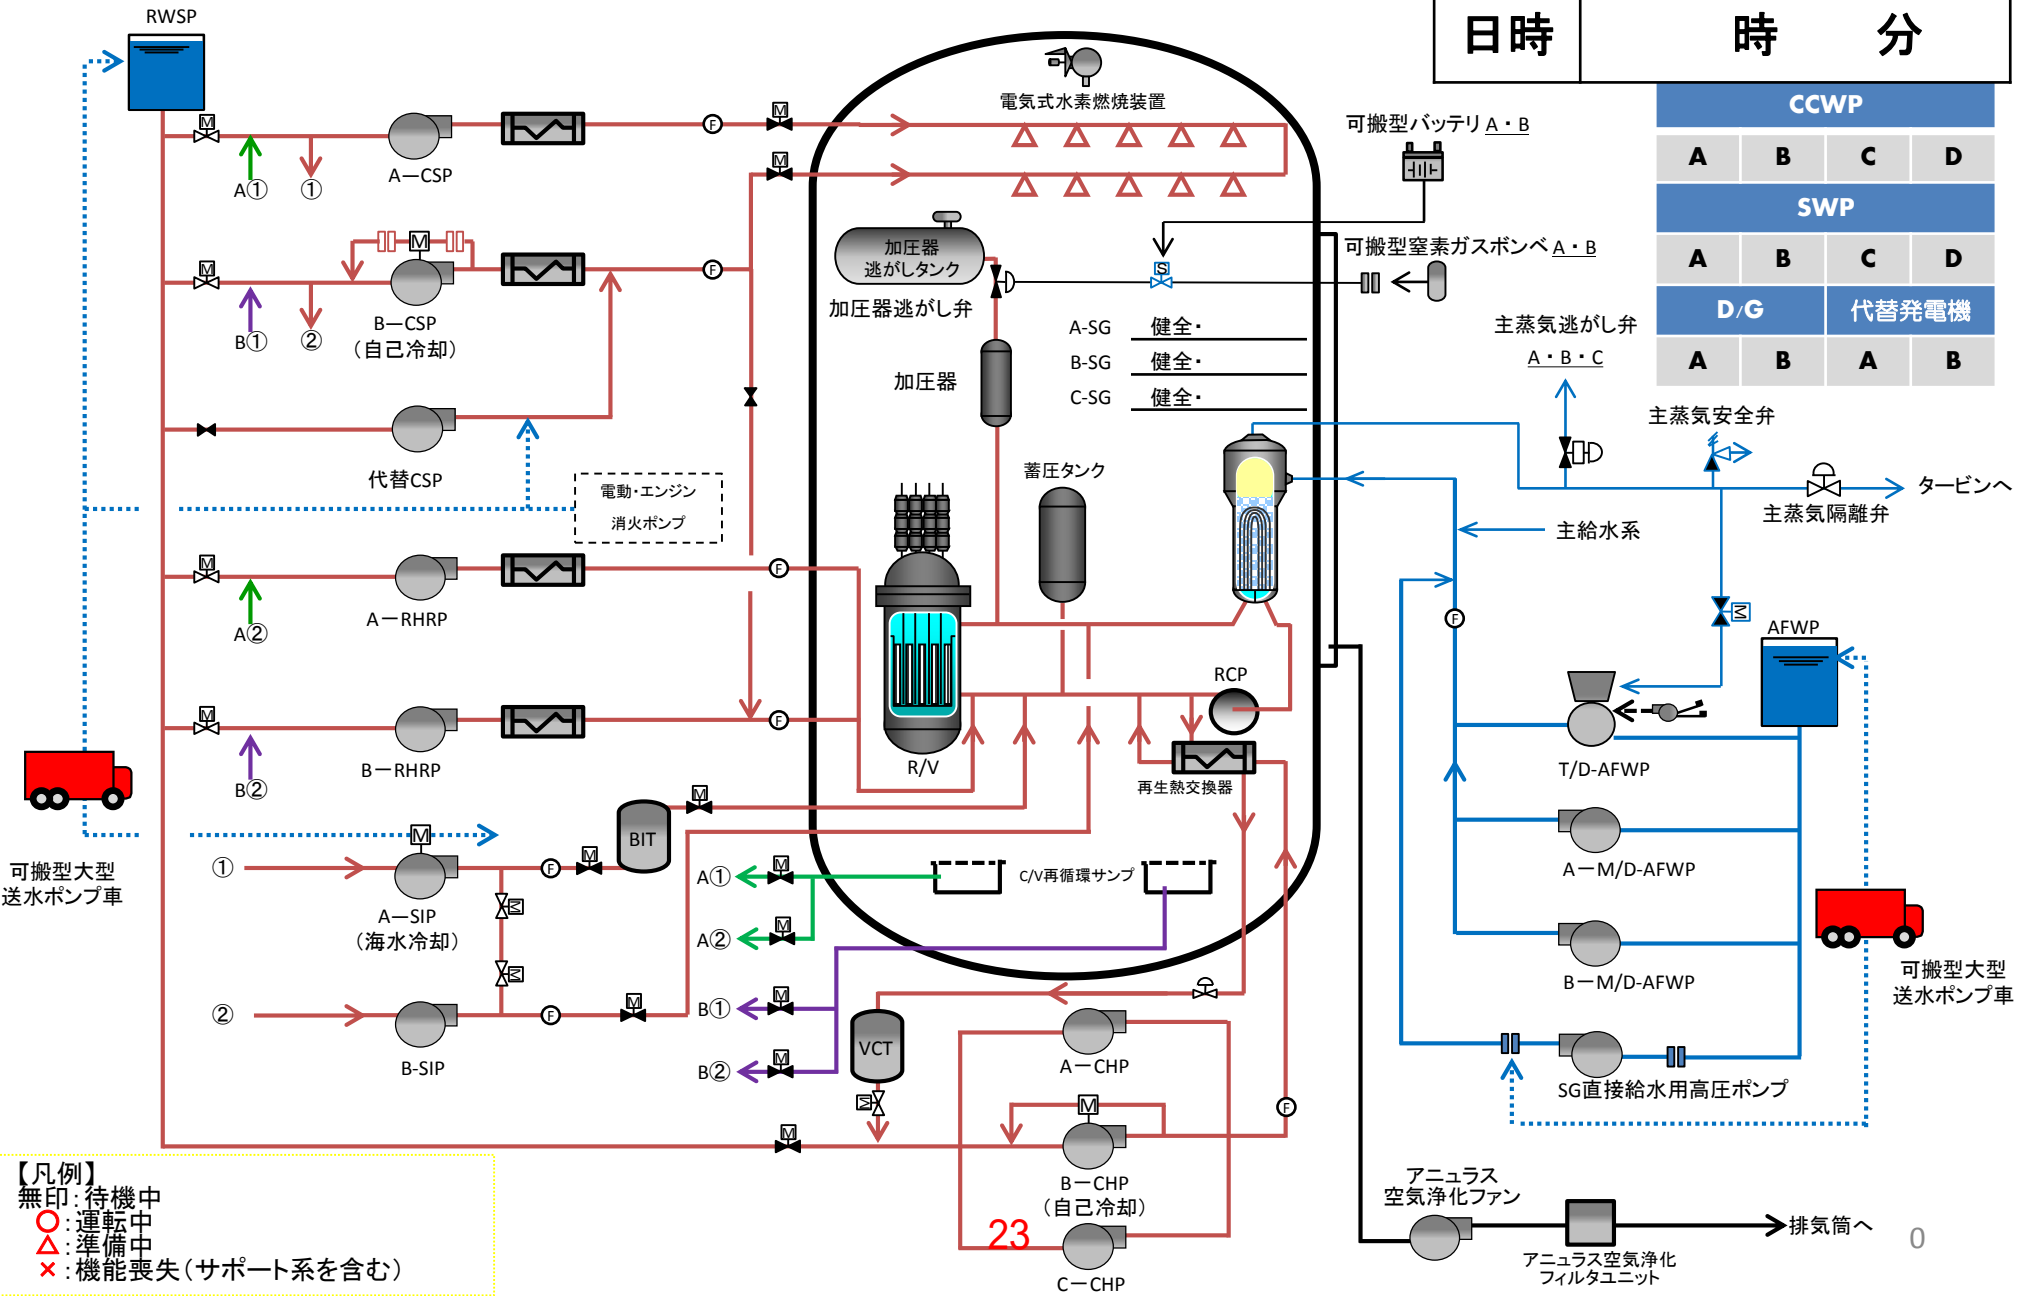 RWSP
日時 時 分
CCWP
A B C D
SWP
A B C D
D/G 代替発電機
A B A B
電気式水素燃焼装置
可搬型バッテリ A・B
可搬型窒素ガスボンベ A・B
M
M
M
F
A① ①
A－CSP
M
M
F
B① ②
B－CSP
（自己冷却）
代替CSP
電動・エンジン
消火ポンプ
加圧器
逃がしタンク
加圧器逃がし弁
S
加圧器
A-SG 健全・
B-SG 健全・
C-SG 健全・
主蒸気逃がし弁
A・B・C
主蒸気安全弁
タービンへ
主蒸気隔離弁
蓄圧タンク
主給水系
M
F
A②
A－RHRP
M
F
B②
B－RHRP
R/V
RCP
再生熱交換器
F
M
AFWP
T/D-AFWP
A－M/D-AFWP
B－M/D-AFWP
SG直接給水用高圧ポンプ
可搬型大型
送水ポンプ車
可搬型大型
送水ポンプ車
①
M
A－SIP
（海水冷却）
F
M
BIT
M
M
M
②
B-SIP
F
M
C/V再循環サンプ
A① M
A② M
B① M
B② M
VCT
M
M
A－CHP
M
B－CHP
（自己冷却）
F
23
C－CHP
アニュラス
空気浄化ファン
アニュラス空気浄化
フィルタユニット
排気筒へ
0
【凡例】
無印：待機中
○：運転中
△：準備中
×：機能喪失（サポート系を含む）